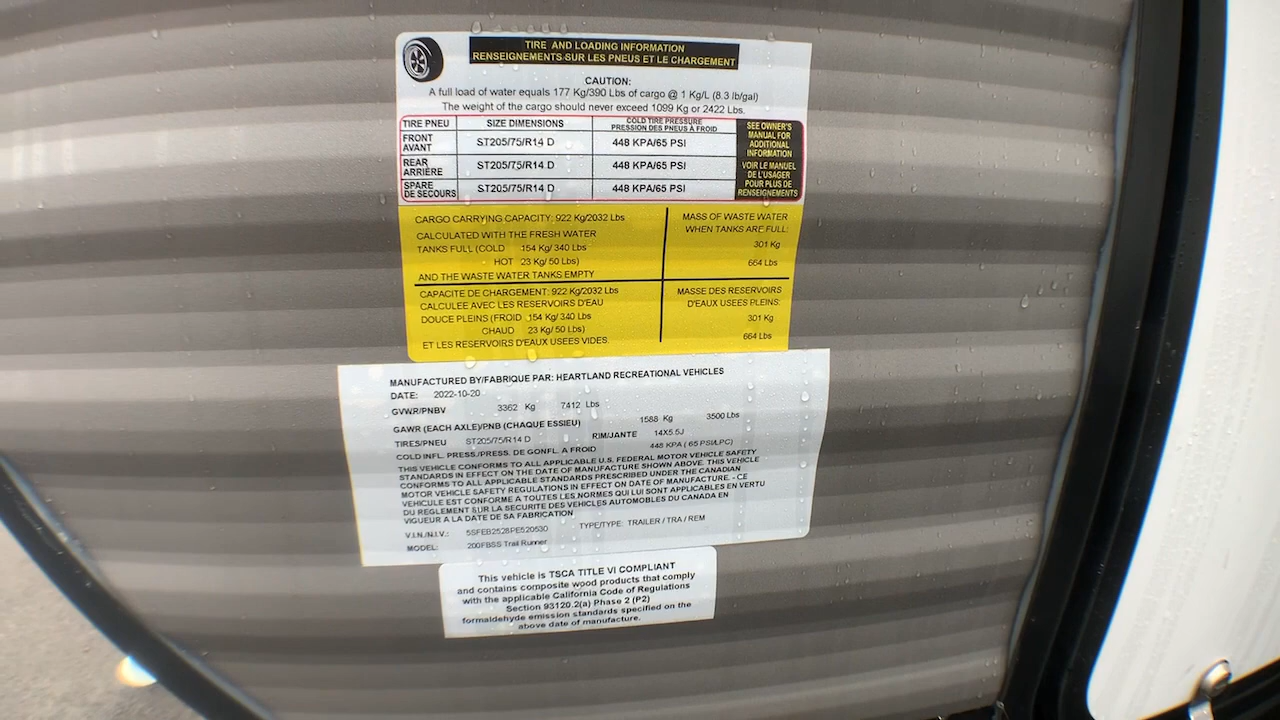 TIRE AND LOADING INFORMATION
RENSEIGNEMENTS SUR LES PNEUS ET LE CHARGEMENT
CAUTION:
A full load of water equals 177 Kg/390 Lbs of cargo @ 1 Kg/L (8.3 lb/gal)
The weight of the cargo should never exceed 1099 Kg or 2422 Lbs.
TIRE PNEU SIZE DIMENSIONS COLD TIRE PRESSURE
PRESSION DES PNEUS À FROID
FRONT
AVANT ST205/75/R14 D 448 KPA/65 PSI
REAR
ARRIÈRE ST205/75/R14 D 448 KPA/65 PSI
SPARE
DE SECOURS ST205/75/R14 D 448 KPA/65 PSI
SEE OWNER'S
MANUAL FOR
ADDITIONAL
INFORMATION
VOIR LE MANUEL
DE L'USAGER
POUR PLUS DE
RENSEIGNEMENTS
CARGO CARRYING CAPACITY: 922 Kg/2032 Lbs
CALCULATED WITH THE FRESH WATER
TANKS FULL (COLD 154 Kg/ 340 Lbs
HOT 23 Kg/ 50 Lbs)
AND THE WASTE WATER TANKS EMPTY
MASS OF WASTE WATER
WHEN TANKS ARE FULL:
301 Kg
664 Lbs
CAPACITE DE CHARGEMENT: 922 Kg/2032 Lbs
CALCULEE AVEC LES RESERVOIRS D'EAU
DOUCE PLEINS (FROID 154 Kg/ 340 Lbs
CHAUD 23 Kg/ 50 Lbs)
ET LES RESERVOIRS D'EAUX USEES VIDES.
MASSE DES RESERVOIRS
D'EAUX USEES PLEINS:
301 Kg
664 Lbs
MANUFACTURED BY/FABRIQUE PAR: HEARTLAND RECREATIONAL VEHICLES
DATE: 2022-10-20
GVWR/PNBV 3362 Kg 7412 Lbs
GAWR (EACH AXLE)/PNB (CHAQUE ESSIEU) 1588 Kg 3500 Lbs
TIRES/PNEU ST205/75/R14 D RIM/JANTE 14X5.5J
COLD INFL. PRESS./PRESS. DE GONFL. A FROID 448 KPA ( 65 PSI/LPC)
THIS VEHICLE CONFORMS TO ALL APPLICABLE U.S. FEDERAL MOTOR VEHICLE SAFETY
STANDARDS IN EFFECT ON THE DATE OF MANUFACTURE SHOWN ABOVE. THIS VEHICLE
CONFORMS TO ALL APPLICABLE STANDARDS PRESCRIBED UNDER THE CANADIAN
MOTOR VEHICLE SAFETY REGULATIONS IN EFFECT ON DATE OF MANUFACTURE. - CE
VEHICULE EST CONFORME A TOUTES LES NORMES QUI LUI SONT APPLICABLES EN VERTU
DU REGLEMENT SUR LA SECURITE DES VEHICLES AUTOMOBILES DU CANADA EN
VIGUEUR A LA DATE DE SA FABRICATION
V.I.N./N.I.V.: 5SFEB2528PE520530 TYPE/TYPE: TRAILER / TRA / REM
MODEL: 200FBSS Trail Runner
This vehicle is TSCA TITLE VI COMPLIANT
and contains composite wood products that comply
with the applicable California Code of Regulations
Section 93120.2(a) Phase 2 (P2)
formaldehyde emission standards specified on the
above date of manufacture.